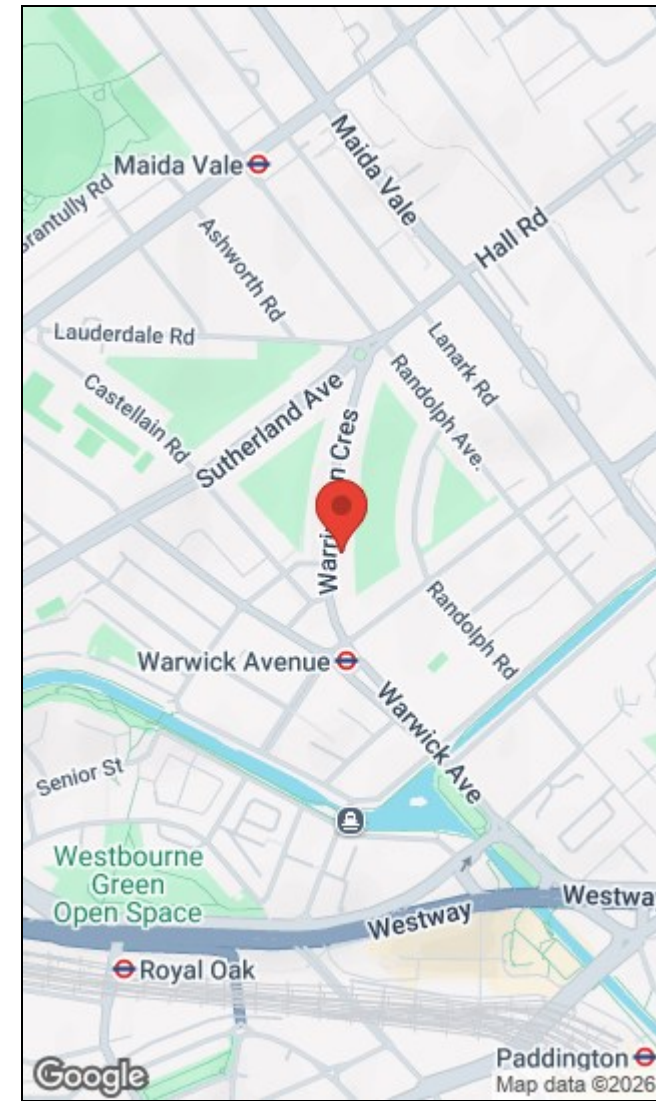 Maida Vale
Maida Vale
Grantully Rd
Hall Rd
Ashworth Rd
Lauderdale Rd
Lanark Rd
Castellain Rd
Randolph Ave.
Sutherland Ave
Warri n Cres
Randolph Rd
Warwick Avenue
Warwick Ave
Senior St
Westbourne
Green
Open Space
Westway
Westwa
Royal Oak
Paddington
Google
Map data ©2026